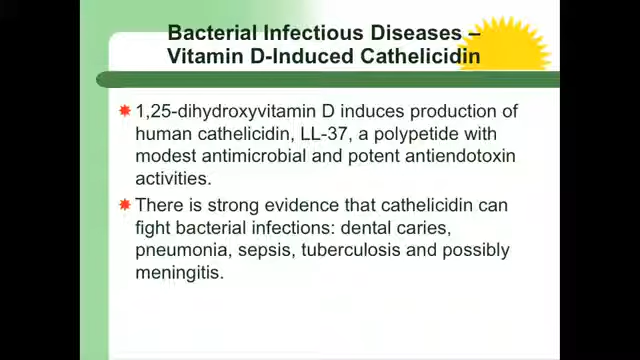 Bacterial Infectious Diseases –
Vitamin D-Induced Cathelicidin
1,25-dihydroxyvitamin D induces production of
human cathelicidin, LL-37, a polypetide with
modest antimicrobial and potent antiendotoxin
activities.
There is strong evidence that cathelicidin can
fight bacterial infections: dental caries,
pneumonia, sepsis, tuberculosis and possibly
meningitis.